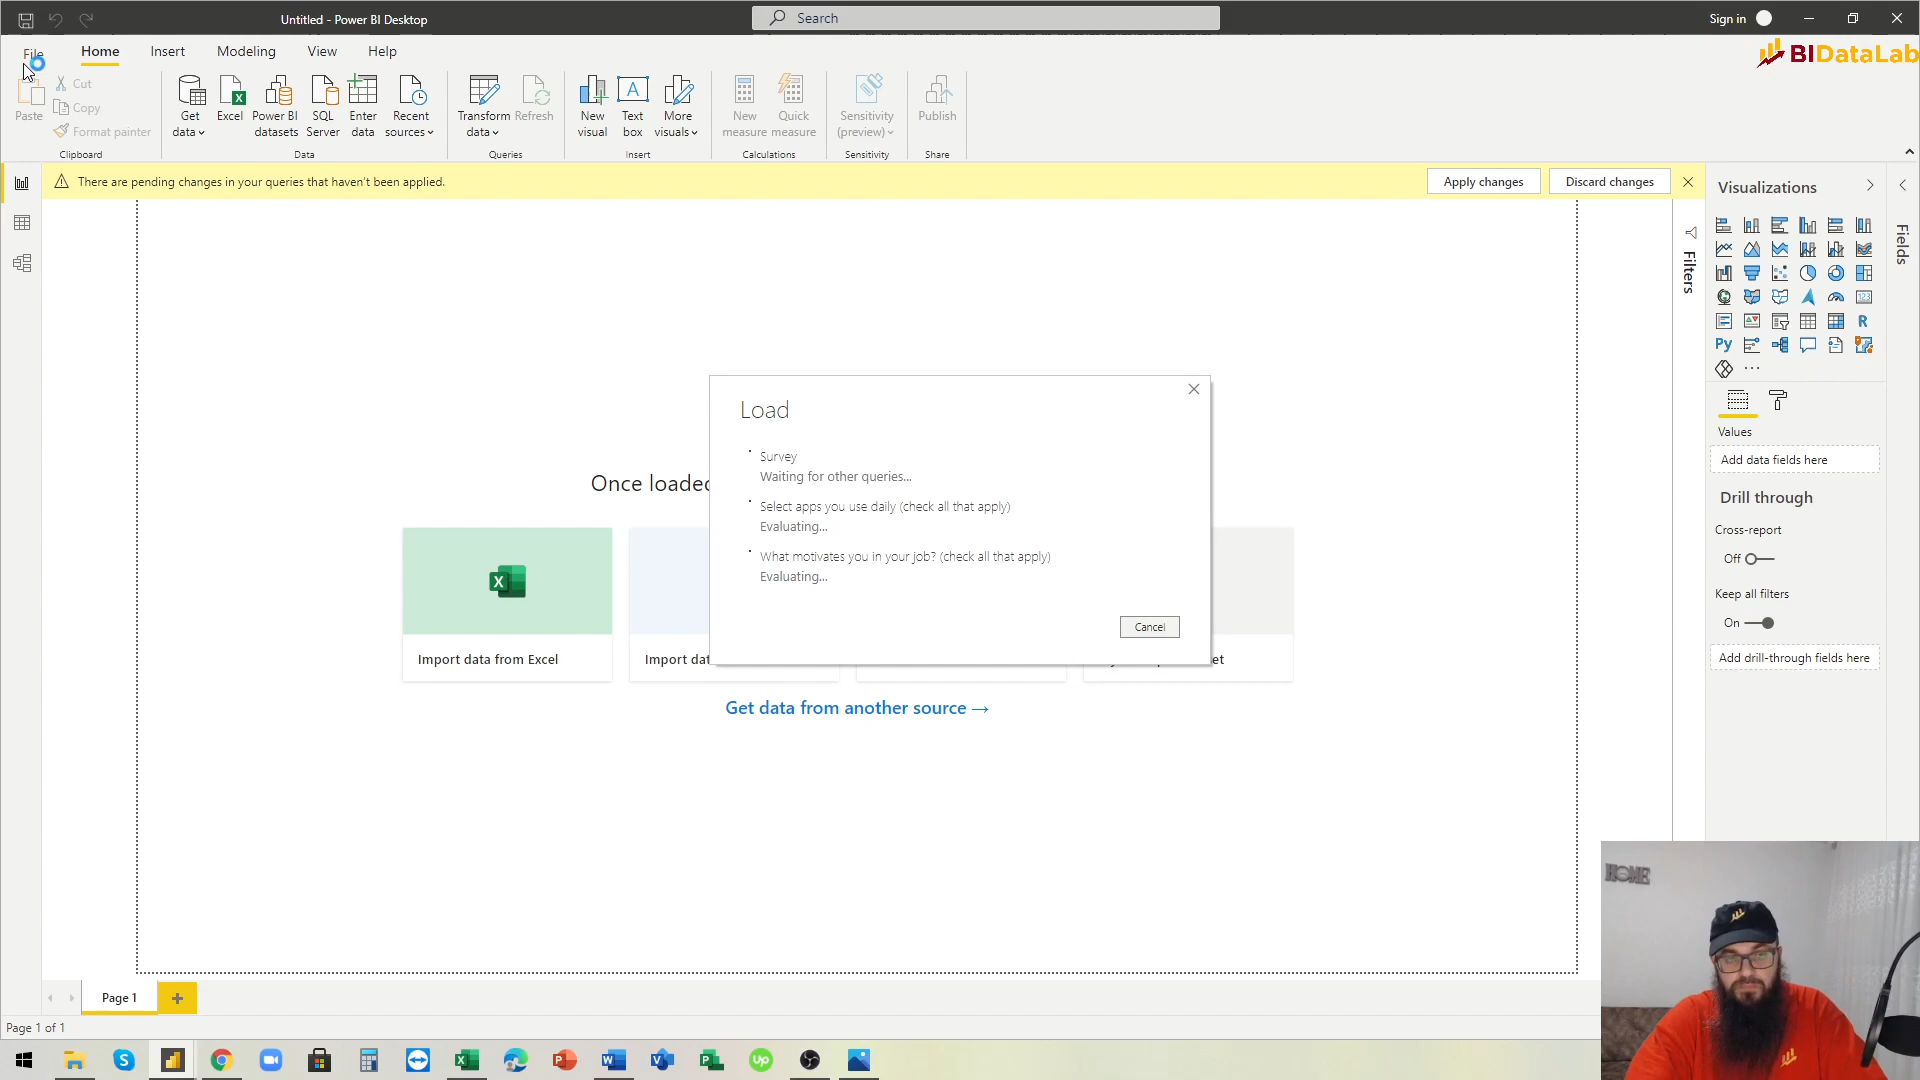 Untitled - Power BI Desktop
Search
Sign in
File
Home
Insert
Modeling
View
Help
BIDataLab
Paste
Cut
Copy
Format painter
Clipboard
Get data
Excel
Power BI datasets
SQL Server
Enter data
Recent sources
Data
Transform data
Refresh
Queries
New visual
Text box
More visuals
Insert
New measure
Quick measure
Calculations
Sensitivity (preview)
Sensitivity
Publish
Share
There are pending changes in your queries that haven't been applied.
Apply changes
Discard changes
Visualizations
Fields
Filters
R
Py
123
Values
Add data fields here
Drill through
Cross-report
Off
Keep all filters
On
Add drill-through fields here
Once loaded
Load
Survey
Waiting for other queries...
Select apps you use daily (check all that apply)
Evaluating...
What motivates you in your job? (check all that apply)
Evaluating...
Cancel
Import data from Excel
Import dat
et
Get data from another source →
HOME
Page 1
Page 1 of 1